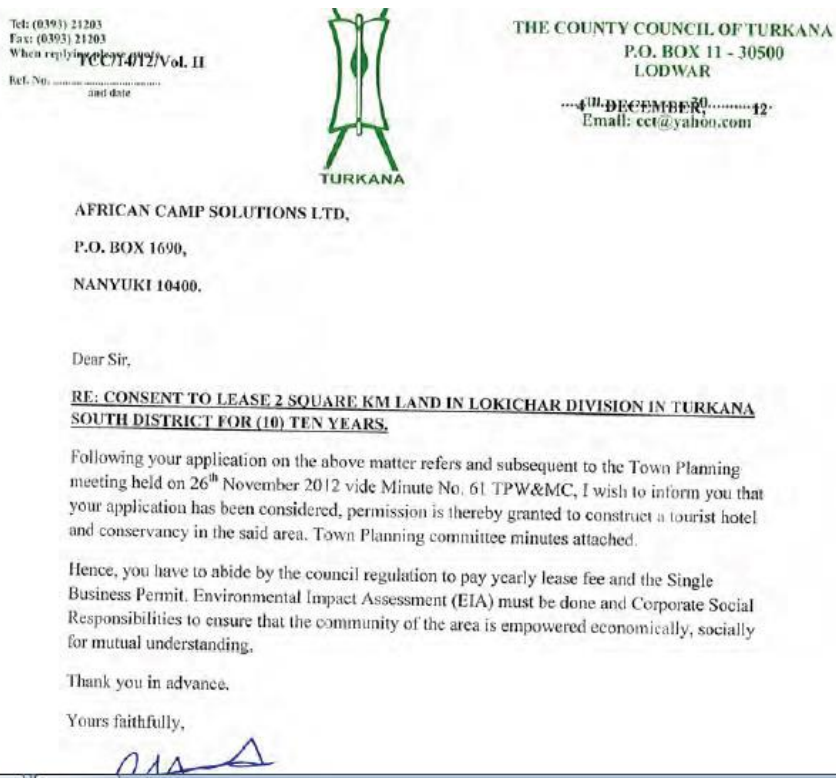 Tel: (0393) 21203
Fax: (0393) 21203
When replying please quote
TCC/14/12/Vol. II
Ref. No. ..............................
and date
TURKANA
THE COUNTY COUNCIL OF TURKANA
P.O. BOX 11 - 30500
LODWAR
4TH DECEMBER, 20 12
Email: cct@yahoo.com
AFRICAN CAMP SOLUTIONS LTD,
P.O. BOX 1690,
NANYUKI 10400.
Dear Sir,
RE: CONSENT TO LEASE 2 SQUARE KM LAND IN LOKICHAR DIVISION IN TURKANA
SOUTH DISTRICT FOR (10) TEN YEARS.
Following your application on the above matter refers and subsequent to the Town Planning
meeting held on 26th November 2012 vide Minute No. 61 TPW&MC, I wish to inform you that
your application has been considered, permission is thereby granted to construct a tourist hotel
and conservancy in the said area. Town Planning committee minutes attached.
Hence, you have to abide by the council regulation to pay yearly lease fee and the Single
Business Permit. Environmental Impact Assessment (EIA) must be done and Corporate Social
Responsibilities to ensure that the community of the area is empowered economically, socially
for mutual understanding.
Thank you in advance.
Yours faithfully,